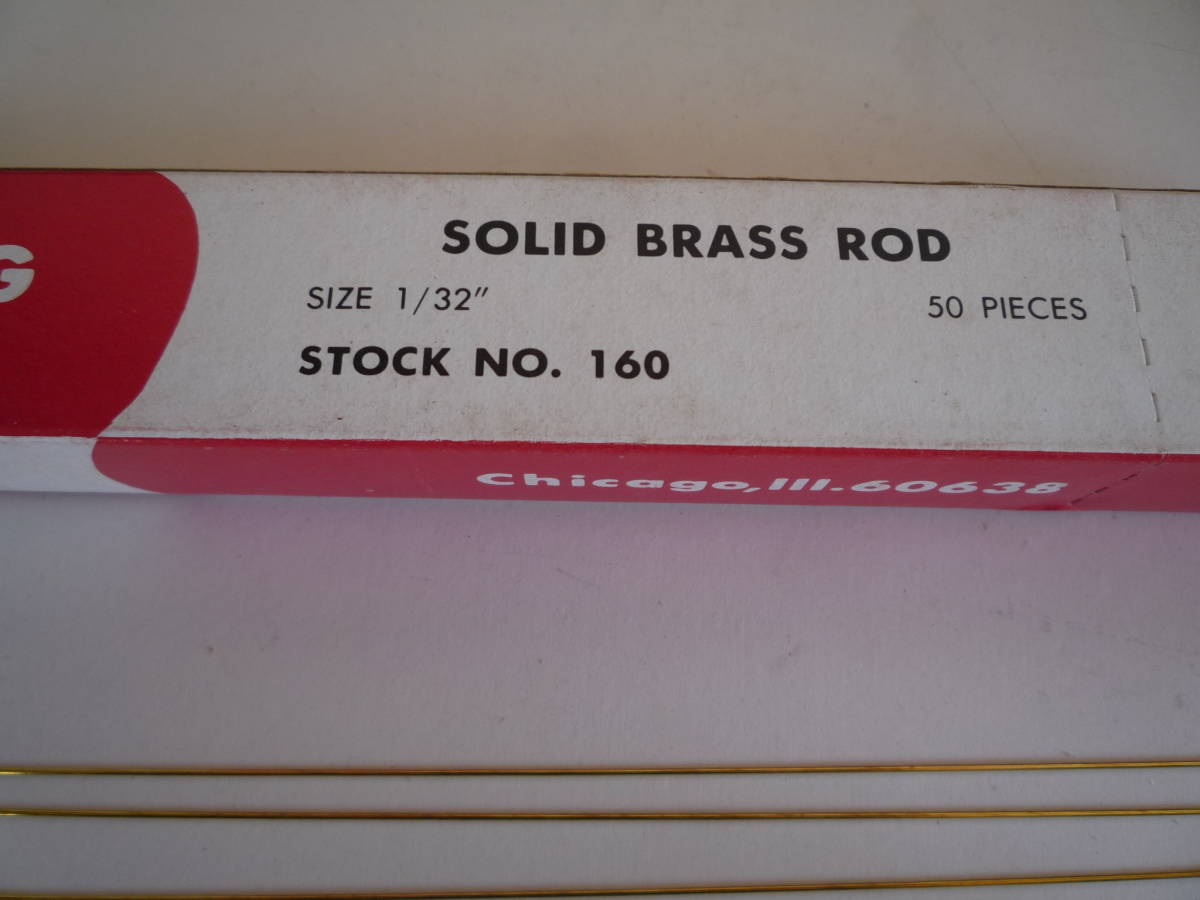 G
SOLID BRASS ROD
SIZE 1/32"
50 PIECES
STOCK NO. 160
Chicago, Ill. 60638